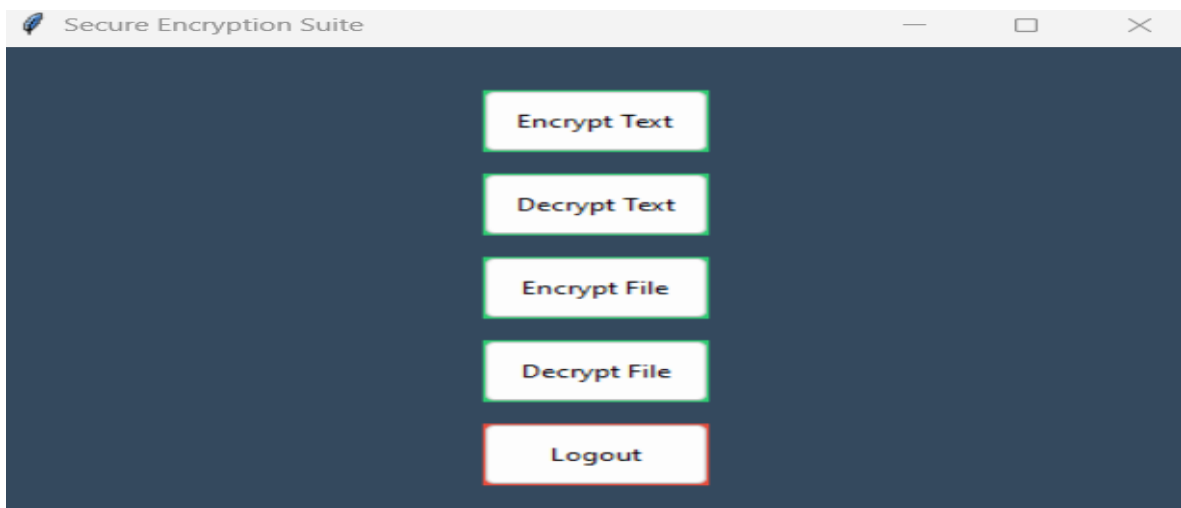 Secure Encryption Suite
Encrypt Text
Decrypt Text
Encrypt File
Decrypt File
Logout